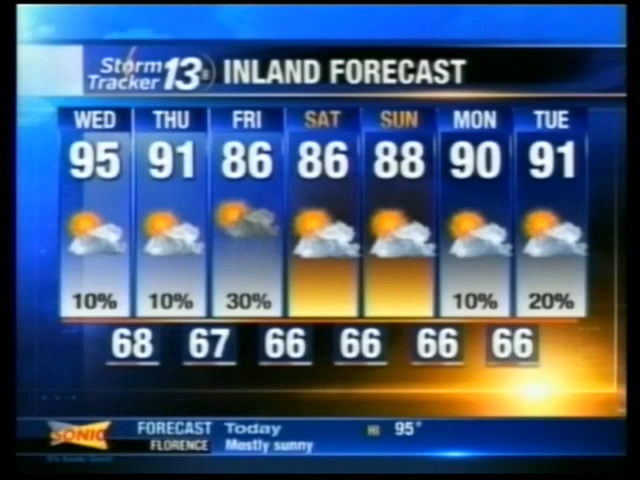 Storm
Tracker 13 INLAND FORECAST
WED THU FRI SAT SUN MON TUE
95 91 86 86 88 90 91
10% 10% 30% 10% 20%
68 67 66 66 66 66
SONIC FORECAST Today HI 95°
FLORENCE Mostly sunny